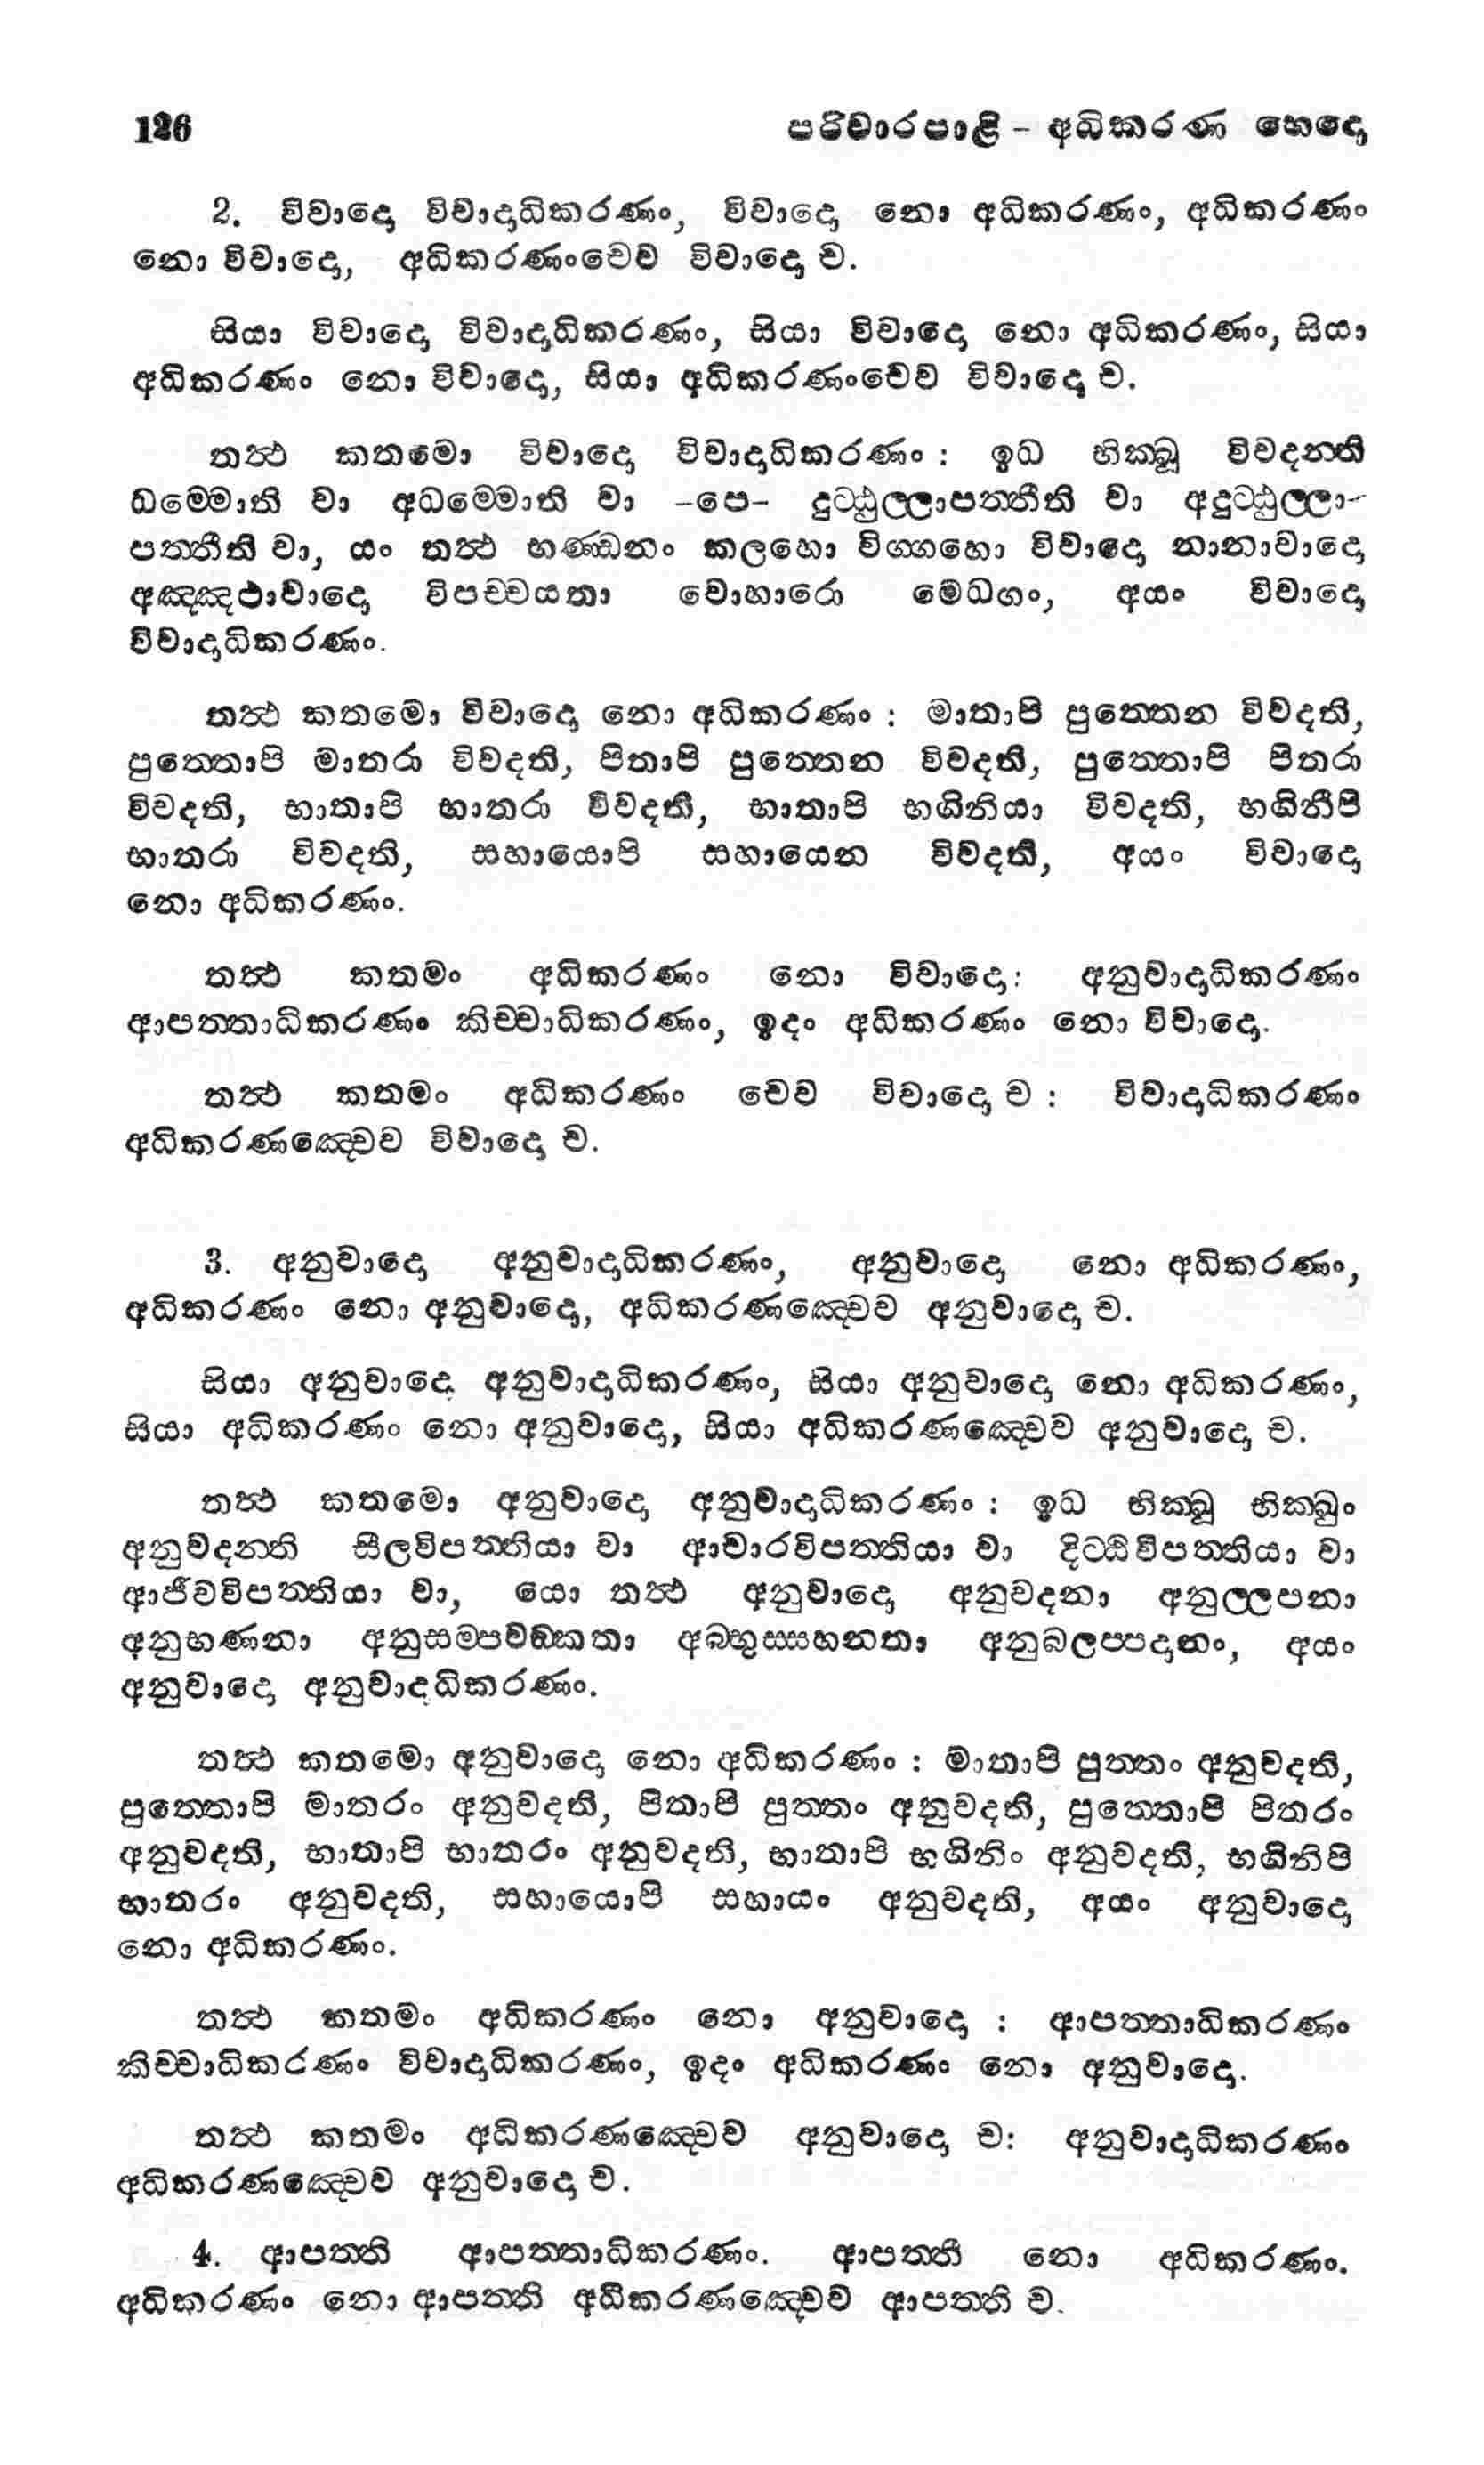 126 පරිවාරපාළි - අධිකරණ භෙදො
2. විවාදො විවාදාධිකරණං, විවාදො නො අධිකරණං, අධිකරණං
නො විවාදො, අධිකරණංචෙව විවාදො ච.
සියා විවාදො විවාදාධිකරණං, සියා විවාදො නො අධිකරණං, සියා
අධිකරණං නො විවාදො, සියා අධිකරණංචෙව විවාදො ච.
තත්‍ථ කතමො විවාදො විවාදාධිකරණං : ඉධ භික්‍ඛූ විවදන්‍ති
ධම්මොති වා අධම්මොති වා -පෙ- දුට්ඨුල්ලාපත්තීති වා අදුට්ඨුල්ලා-
පත්තීති වා, යං තත්‍ථ භණ්ඩනං කලහො විග්ගහො විවාදො නානාවාදො
අඤ්ඤථාවාදො විපච්චයතා වොහාරො මෙධගං, අයං විවාදො
විවාදාධිකරණං.
තත්‍ථ කතමො විවාදො නො අධිකරණං : මාතාපි පුත්තෙන විවදති,
පුත්තොපි මාතරා විවදති, පිතාපි පුත්තෙන විවදති, පුත්තොපි පිතරා
විවදති, භාතාපි භාතරා විවදති, භාතාපි භගිනියා විවදති, භගිනීපි
භාතරා විවදති, සහායොපි සහායෙන විවදති, අයං විවාදො
නො අධිකරණං.
තත්‍ථ කතමං අධිකරණං නො විවාදො: අනුවාදාධිකරණං
ආපත්තාධිකරණං කිච්චාධිකරණං, ඉදං අධිකරණං නො විවාදො.
තත්‍ථ කතමං අධිකරණං චෙව විවාදො ච : විවාදාධිකරණං
අධිකරණඤ්චෙව විවාදො ච.
3. අනුවාදො අනුවාදාධිකරණං, අනුවාදො නො අධිකරණං,
අධිකරණං නො අනුවාදො, අධිකරණඤ්චෙව අනුවාදො ච.
සියා අනුවාදො අනුවාදාධිකරණං, සියා අනුවාදො නො අධිකරණං,
සියා අධිකරණං නො අනුවාදො, සියා අධිකරණඤ්චෙව අනුවාදො ච.
තත්‍ථ කතමො අනුවාදො අනුවාදාධිකරණං : ඉධ භික්‍ඛූ භික්‍ඛුං
අනුවදන්ති සීලවිපත්තියා වා ආචාරවිපත්තියා වා දිට්ඨිවිපත්තියා වා
ආජීවවිපත්තියා වා, යො තත්‍ථ අනුවාදො අනුවදනා අනුල්ලපනා
අනුභණනා අනුසම්පවඞ්කතා අබ්භුස්සහනතා අනුබලප්පදානං, අයං
අනුවාදො අනුවාදාධිකරණං.
තත්‍ථ කතමො අනුවාදො නො අධිකරණං : මාතාපි පුත්තං අනුවදති,
පුත්තොපි මාතරං අනුවදති, පිතාපි පුත්තං අනුවදති, පුත්තොපි පිතරං
අනුවදති, භාතාපි භාතරං අනුවදති, භාතාපි භගිනිං අනුවදති, භගිනිපි
භාතරං අනුවදති, සහායොපි සහායං අනුවදති, අයං අනුවාදො
නො අධිකරණං.
තත්‍ථ කතමං අධිකරණං නො අනුවාදො : ආපත්තාධිකරණං
කිච්චාධිකරණං විවාදාධිකරණං, ඉදං අධිකරණං නො අනුවාදො.
තත්‍ථ කතමං අධිකරණඤ්චෙව අනුවාදො ච: අනුවාදාධිකරණං
අධිකරණඤ්චෙව අනුවාදො ච.
4. ආපත්ති ආපත්තාධිකරණං. ආපත්ති නො අධිකරණං.
අධිකරණං නො ආපත්ති අධිකරණඤ්චෙව ආපත්ති ච.